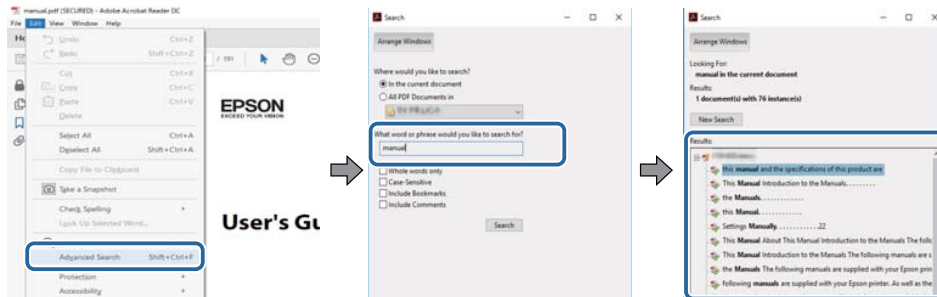 manual.pdf (SECURED) - Adobe Acrobat Reader DC
File Edit View Window Help
Undo Ctrl+Z
Redo Shift+Ctrl+Z
Cut Ctrl+X
Copy Ctrl+C
Paste Ctrl+V
Delete
Select All Ctrl+A
Deselect All Shift+Ctrl+A
Copy File to Clipboard
Take a Snapshot
Check Spelling
Look Up Selected Word...
Advanced Search Shift+Ctrl+F
Protection
Accessibility
/ 191
EPSON
EXCEED YOUR VISION
User's Gu
Search
Arrange Windows
Where would you like to search?
In the current document
All PDF Documents in
What word or phrase would you like to search for?
manual
Whole words only
Case-Sensitive
Include Bookmarks
Include Comments
Search
Search
Arrange Windows
Looking For:
manual in the current document
Results:
1 document(s) with 76 instance(s)
New Search
Results:
this manual and the specifications of this product are
This Manual Introduction to the Manuals. . . . . . . . .
the Manuals. . . . . . . . . . . . .
this Manual. . . . . . . . . . . . .
Settings Manually. . . . . . . . . . . . .22
This Manual About This Manual Introduction to the Manuals The follc
This Manual Introduction to the Manuals The following manuals are s
the Manuals The following manuals are supplied with your Epson prin
following manuals are supplied with your Epson printer. As well as the